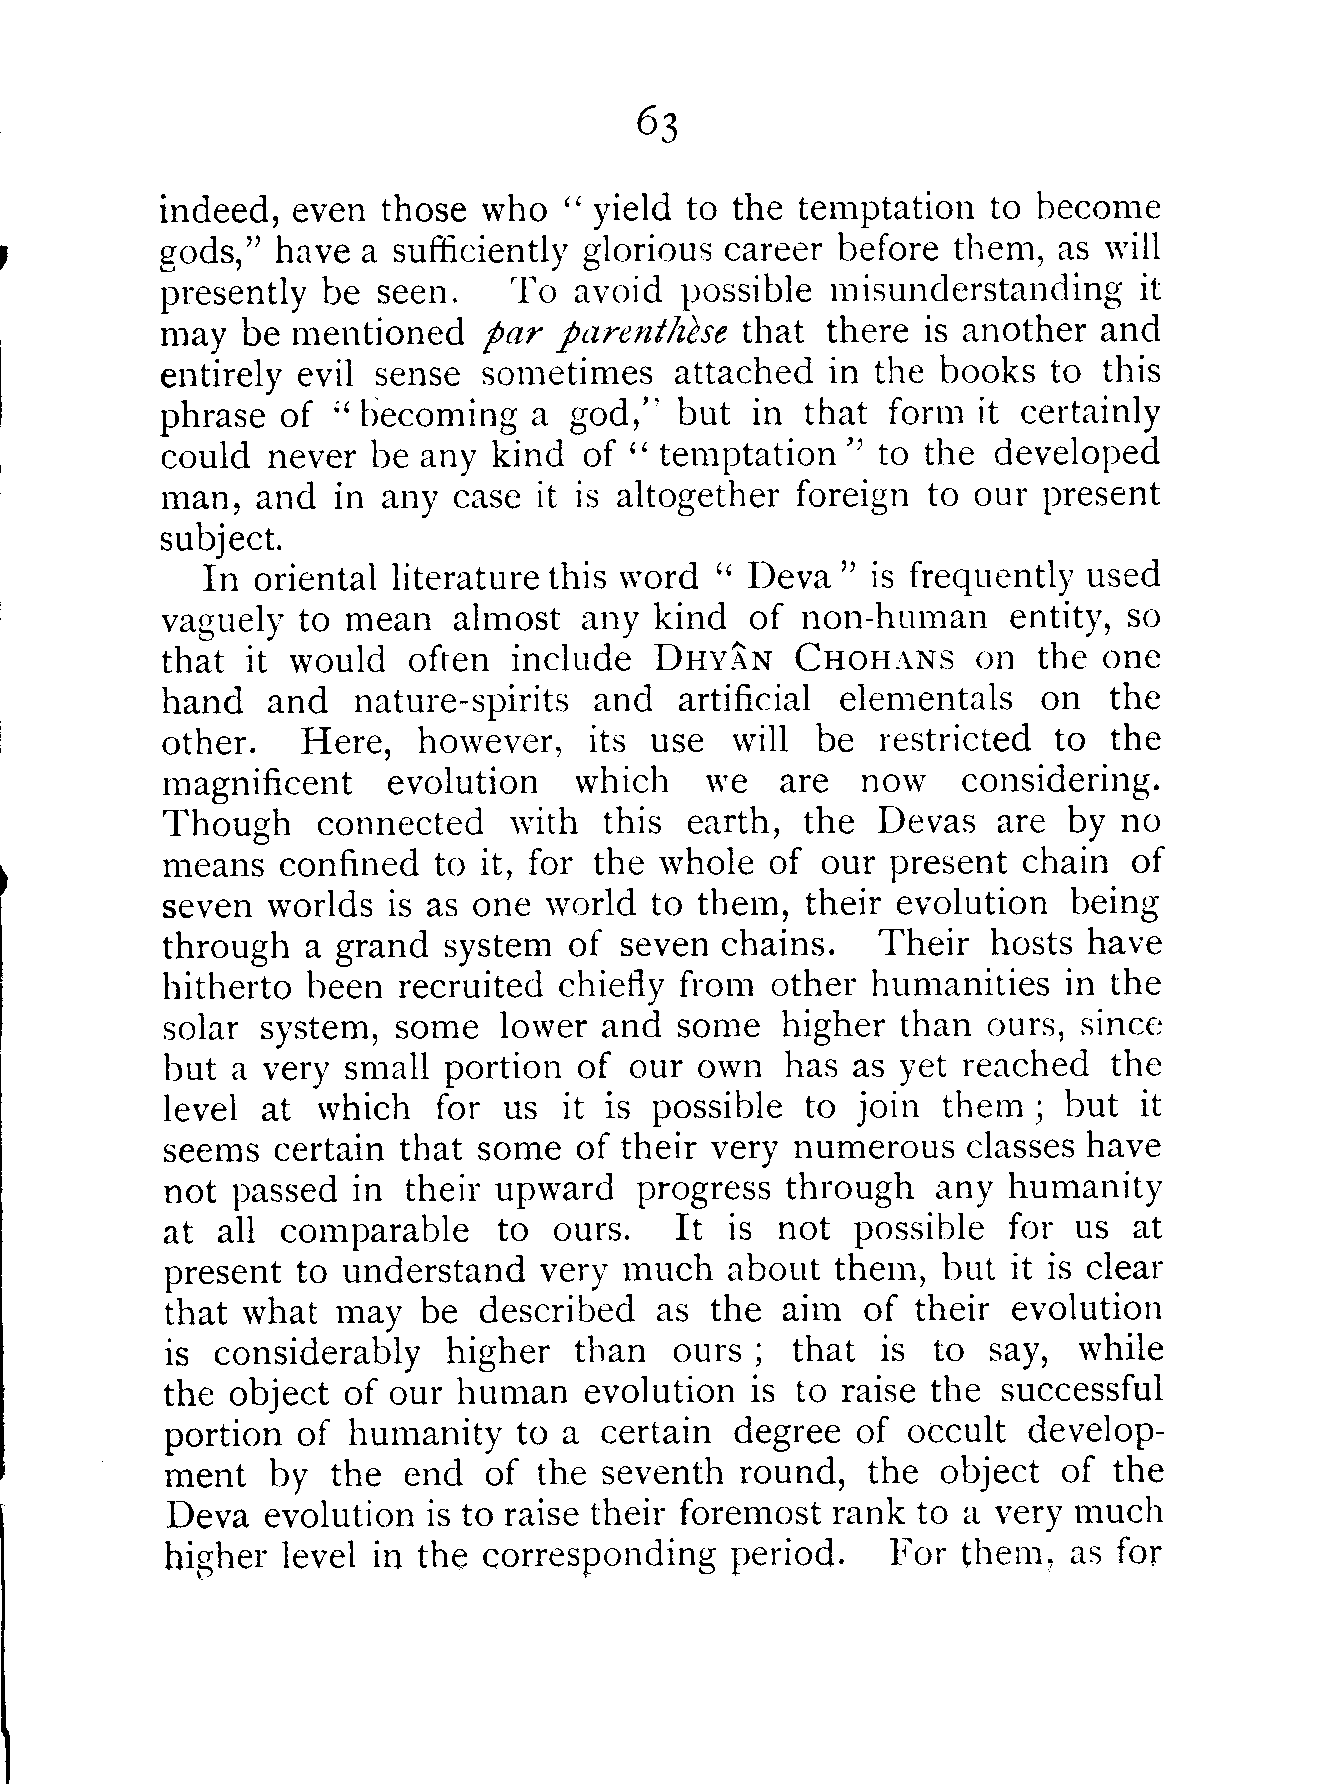 63
indeed, even those who “ yield to the temptation to become
gods,” have a sufficiently glorious career before them, as will
presently be seen. To avoid possible misunderstanding it
may be mentioned par parenthèse that there is another and
entirely evil sense sometimes attached in the books to this
phrase of “ becoming a god,” but in that form it certainly
could never be any kind of “ temptation ” to the developed
man, and in any case it is altogether foreign to our present
subject.
In oriental literature this word “ Deva ” is frequently used
vaguely to mean almost any kind of non-human entity, so
that it would often include DHYÂN CHOHANS on the one
hand and nature-spirits and artificial elementals on the
other. Here, however, its use will be restricted to the
magnificent evolution which we are now considering.
Though connected with this earth, the Devas are by no
means confined to it, for the whole of our present chain of
seven worlds is as one world to them, their evolution being
through a grand system of seven chains. Their hosts have
hitherto been recruited chiefly from other humanities in the
solar system, some lower and some higher than ours, since
but a very small portion of our own has as yet reached the
level at which for us it is possible to join them ; but it
seems certain that some of their very numerous classes have
not passed in their upward progress through any humanity
at all comparable to ours. It is not possible for us at
present to understand very much about them, but it is clear
that what may be described as the aim of their evolution
is considerably higher than ours ; that is to say, while
the object of our human evolution is to raise the successful
portion of humanity to a certain degree of occult develop-
ment by the end of the seventh round, the object of the
Deva evolution is to raise their foremost rank to a very much
higher level in the corresponding period. For them, as for